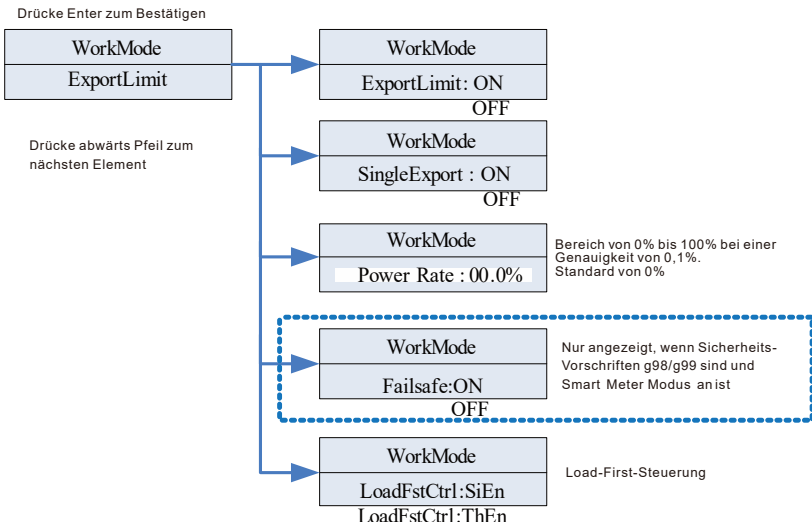 Drücke Enter zum Bestätigen
WorkMode
ExportLimit
Drücke abwärts Pfeil zum
nächsten Element
WorkMode
ExportLimit: ON
OFF
WorkMode
SingleExport : ON
OFF
WorkMode
Power Rate : 00.0%
Bereich von 0% bis 100% bei einer
Genauigkeit von 0,1%.
Standard von 0%
WorkMode
Failsafe:ON
OFF
Nur angezeigt, wenn Sicherheits-
Vorschriften g98/g99 sind und
Smart Meter Modus an ist
WorkMode
LoadFstCtrl:SiEn
LoadFstCtrl:ThEn
Load-First-Steuerung